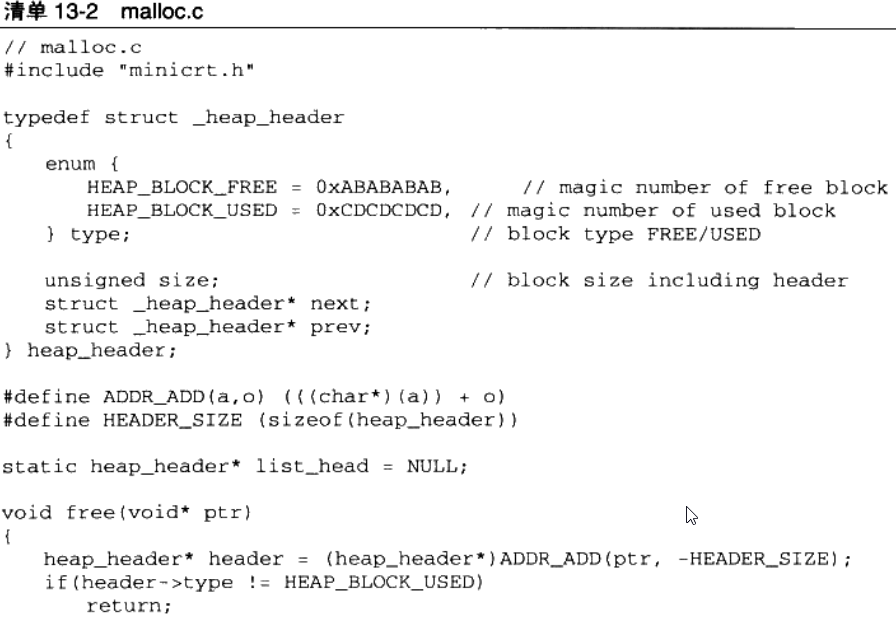 清单 13-2 malloc.c
// malloc.c
#include "minicrt.h"
typedef struct _heap_header
{
enum {
HEAP_BLOCK_FREE = 0xABABABAB, // magic number of free block
HEAP_BLOCK_USED = 0xCDCDCDCD, // magic number of used block
} type; // block type FREE/USED
unsigned size; // block size including header
struct _heap_header* next;
struct _heap_header* prev;
} heap_header;
#define ADDR_ADD(a,o) (((char*)(a)) + o)
#define HEADER_SIZE (sizeof(heap_header))
static heap_header* list_head = NULL;
void free(void* ptr)
{
heap_header* header = (heap_header*)ADDR_ADD(ptr, -HEADER_SIZE);
if(header->type != HEAP_BLOCK_USED)
return;